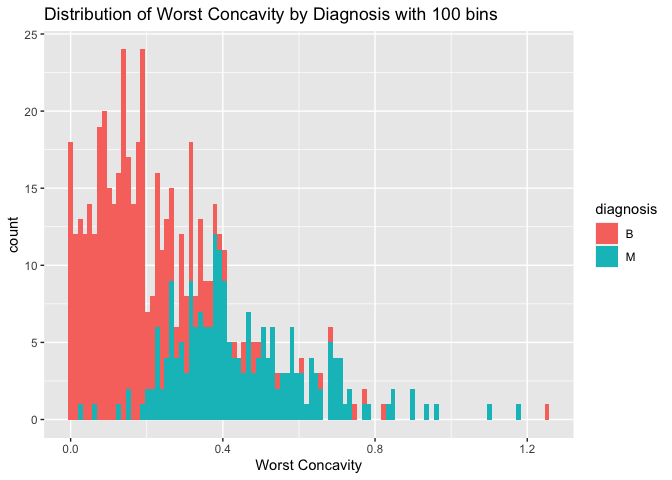 Distribution of Worst Concavity by Diagnosis with 100 bins
25
20
15
10
5
0
count
0.0
0.4
0.8
1.2
Worst Concavity
diagnosis
B
M